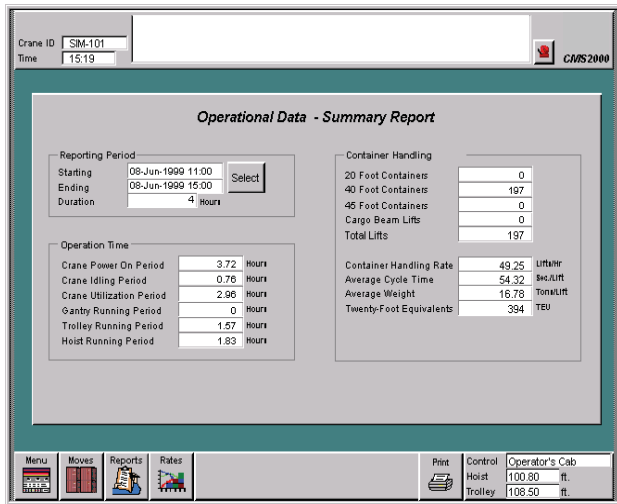 Crane ID SIM-101
Time 15:19
CMS2000
Operational Data - Summary Report
Reporting Period
Starting 08-Jun-1999 11:00
Ending 08-Jun-1999 15:00
Select
Duration 4 Hours
Operation Time
Crane Power On Period 3.72 Hours
Crane Idling Period 0.76 Hours
Crane Utilization Period 2.96 Hours
Gantry Running Period 0 Hours
Trolley Running Period 1.57 Hours
Hoist Running Period 1.83 Hours
Container Handling
20 Foot Containers 0
40 Foot Containers 197
45 Foot Containers 0
Cargo Beam Lifts 0
Total Lifts 197
Container Handling Rate 49.25 Lifts/Hr
Average Cycle Time 54.32 Sec./Lift
Average Weight 16.78 Tons/Lift
Twenty-Foot Equivalents 394 TEU
Menu Moves Reports Rates Print
Control Operator's Cab
Hoist 100.80 ft.
Trolley 108.50 ft.